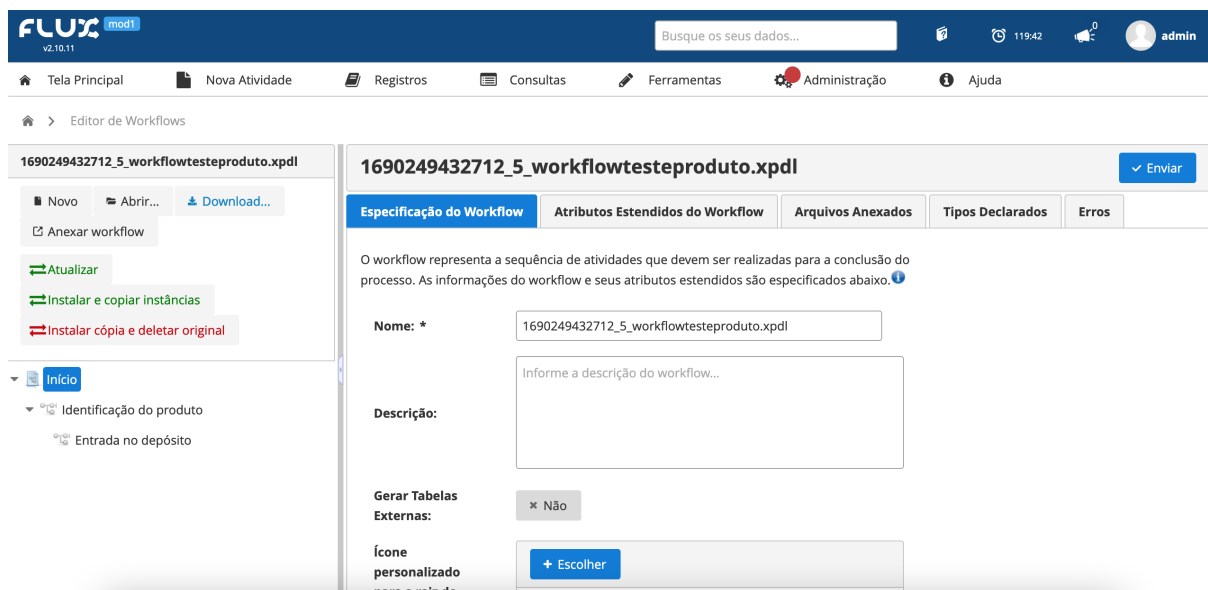 FLUX mod1
v2.10.11
Busque os seus dados...
119:42
0
admin
Tela Principal
Nova Atividade
Registros
Consultas
Ferramentas
Administração
Ajuda
> Editor de Workflows
1690249432712_5_workflowtesteproduto.xpdl
Novo
Abrir...
Download...
Anexar workflow
Atualizar
Instalar e copiar instâncias
Instalar cópia e deletar original
Início
Identificação do produto
Entrada no depósito
1690249432712_5_workflowtesteproduto.xpdl
Enviar
Especificação do Workflow
Atributos Estendidos do Workflow
Arquivos Anexados
Tipos Declarados
Erros
O workflow representa a sequência de atividades que devem ser realizadas para a conclusão do
processo. As informações do workflow e seus atributos estendidos são especificados abaixo.
Nome: *
1690249432712_5_workflowtesteproduto.xpdl
Descrição:
Informe a descrição do workflow...
Gerar Tabelas
Externas:
Não
Ícone
personalizado
+ Escolher